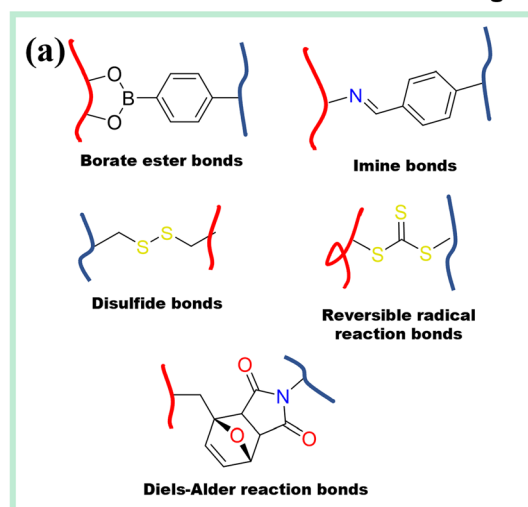 (a)
O
B
O
N
Borate ester bonds
Imine bonds
S
S
S
S
S
Disulfide bonds
Reversible radical
reaction bonds
O
N
O
O
Diels-Alder reaction bonds